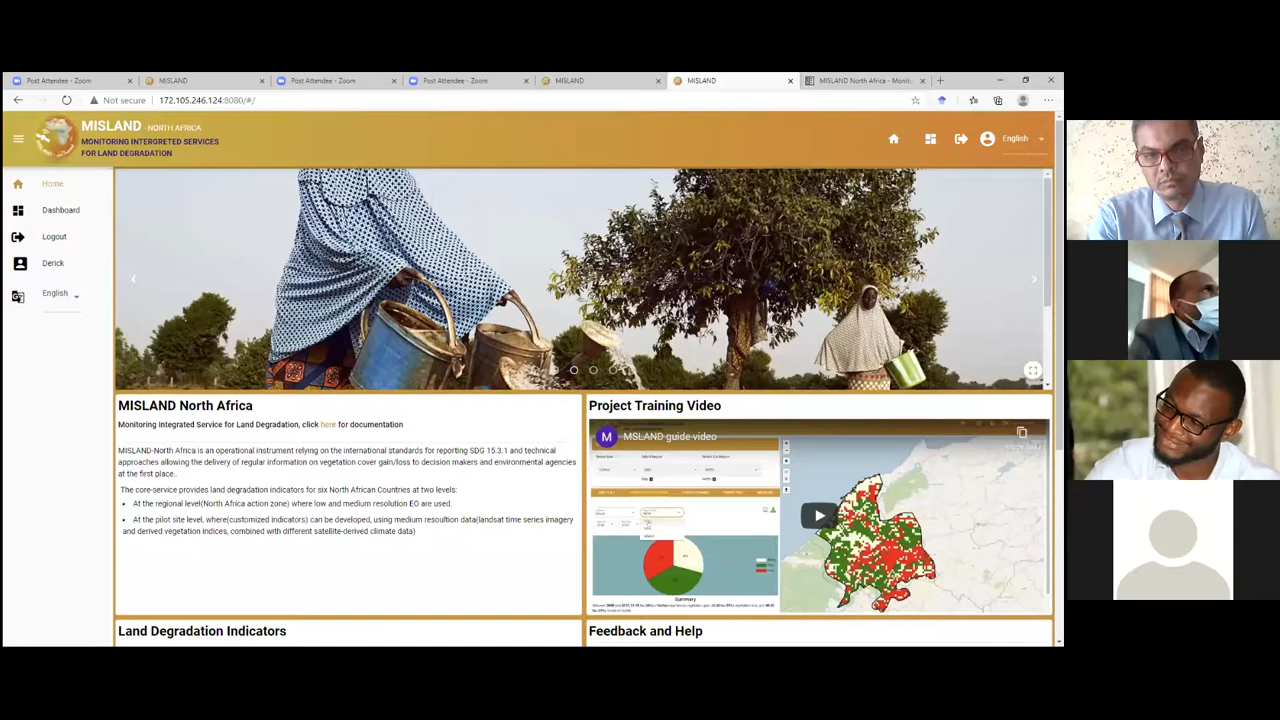 Post Attendee - Zoom
MISLAND
Post Attendee - Zoom
Post Attendee - Zoom
MISLAND
MISLAND
MISLAND North Africa - Monito
Not secure
172.105.246.124:8080/#/
MISLAND - NORTH AFRICA
MONITORING INTERGRETED SERVICES
FOR LAND DEGRADATION
English
Home
Dashboard
Logout
Derick
English
MISLAND North Africa
Monitoring Integrated Service for Land Degradation, click here for documentation
MISLAND-North Africa is an operational instrument relying on the international standards for reporting SDG 15.3.1 and technical
approaches allowing the delivery of regular information on vegetation cover gain/loss to decision makers and environmental agencies
at the first place..
The core-service provides land degradation indicators for six North African Countries at two levels:
At the regional level(North Africa action zone) where low and medium resolution EO are used.
At the pilot site level, where(customized indicators) can be developed, using medium resoultion data(landsat time series imagery
and derived vegetation indices, combined with different satellite-derived climate data)
Project Training Video
M
MSLAND guide video
Summary
Land Degradation Indicators
Feedback and Help